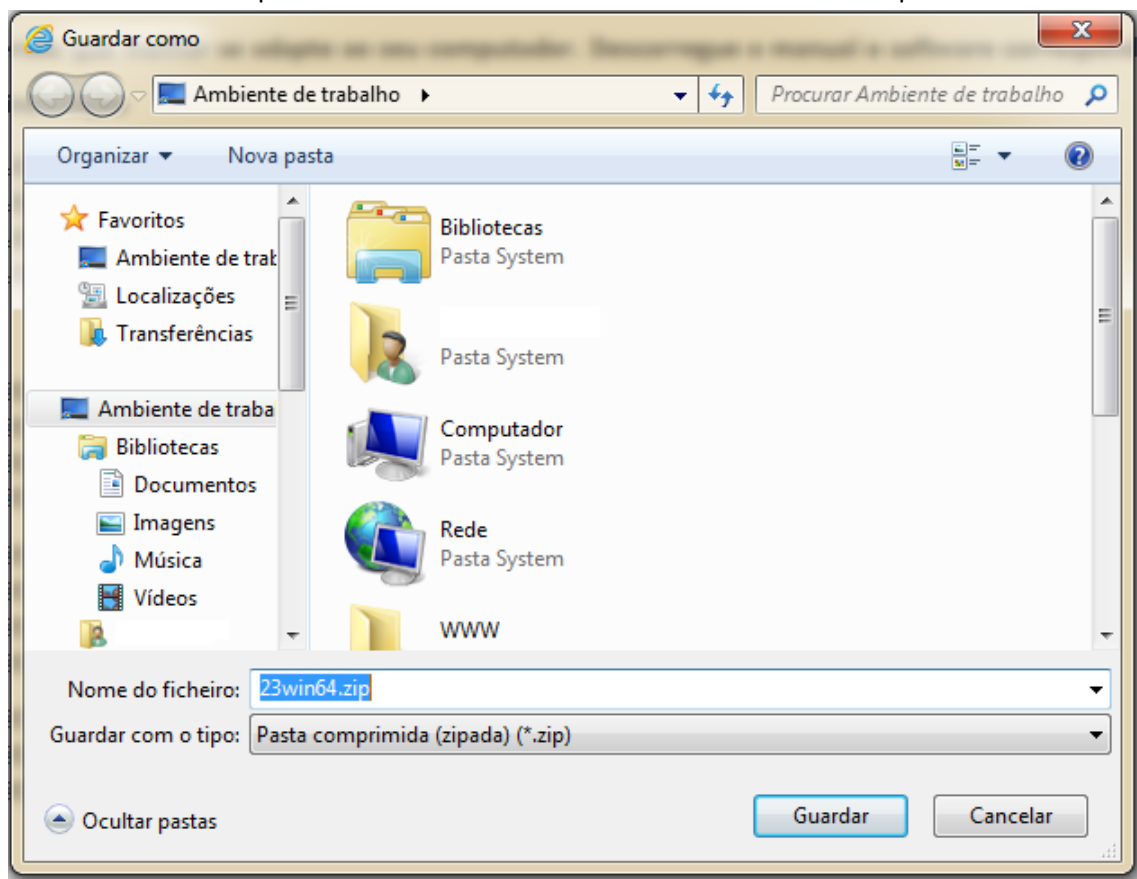 Guardar como
Ambiente de trabalho
Procurar Ambiente de trabalho
Organizar
Nova pasta
Favoritos
Ambiente de trab
Localizações
Transferências
Ambiente de traba
Bibliotecas
Documentos
Imagens
Música
Vídeos
Bibliotecas
Pasta System
Pasta System
Computador
Pasta System
Rede
Pasta System
WWW
Nome do ficheiro: 23win64.zip
Guardar com o tipo: Pasta comprimida (zipada) (*.zip)
Ocultar pastas
Guardar
Cancelar